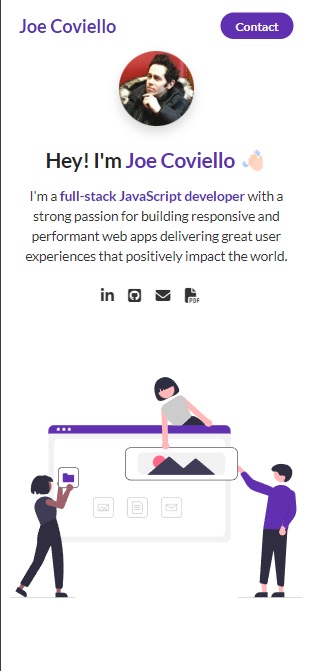 Joe Coviello
Contact
Hey! I'm Joe Coviello
I'm a full-stack JavaScript developer with a
strong passion for building responsive and
performant web apps delivering great user
experiences that positively impact the world.
in
PDF